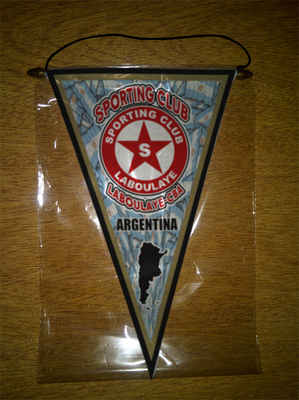 SPORTING CLUB
SPORTING CLUB
S
LABOULAYE
LABOULAYE-CBA
ARGENTINA